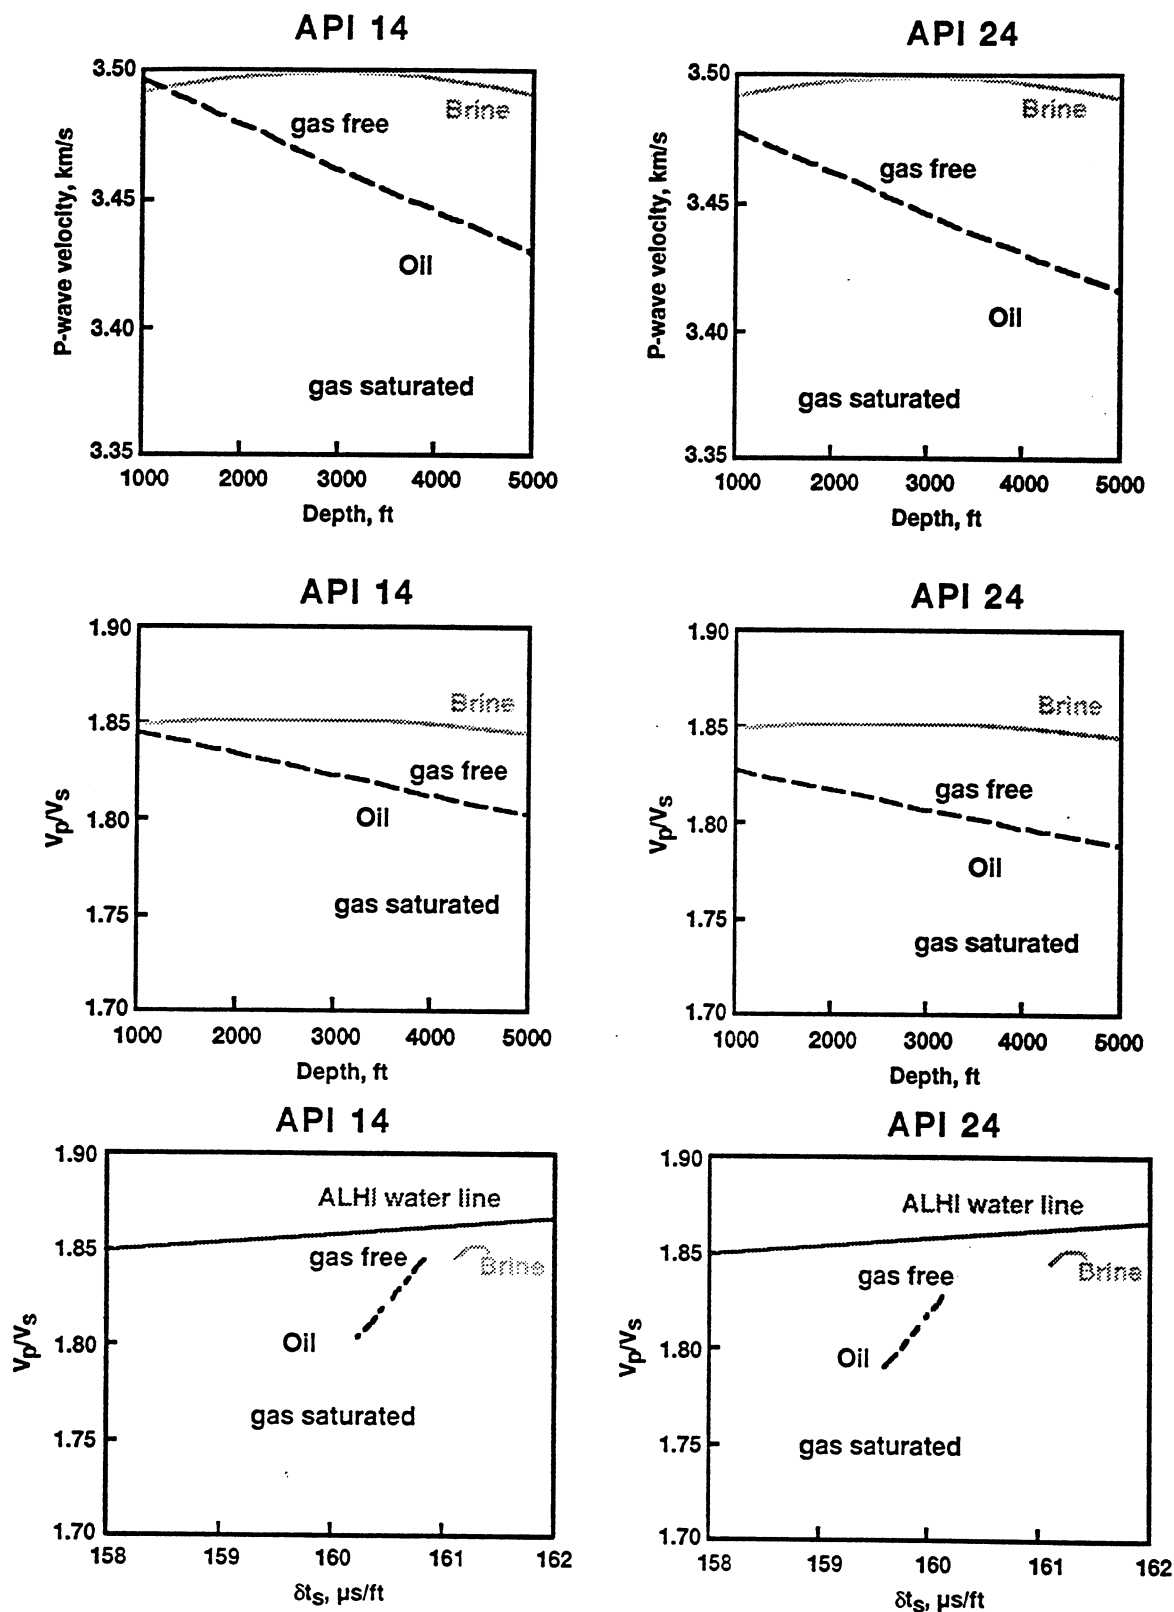 API 14
3.50
Brine
gas free
3.45
Oil
3.40
gas saturated
3.35
P-wave velocity, km/s
1000 2000 3000 4000 5000
Depth, ft
API 24
3.50
Brine
gas free
3.45
Oil
3.40
gas saturated
3.35
P-wave velocity, km/s
1000 2000 3000 4000 5000
Depth, ft
API 14
1.90
Brine
1.85
gas free
Oil
1.80
gas saturated
1.75
1.70
Vp/Vs
1000 2000 3000 4000 5000
Depth, ft
API 24
1.90
Brine
1.85
gas free
1.80
Oil
1.75
gas saturated
1.70
Vp/Vs
1000 2000 3000 4000 5000
Depth, ft
API 14
1.90
ALHI water line
1.85
gas free
Brine
Oil
1.80
gas saturated
1.75
1.70
Vp/Vs
158 159 160 161 162
δts, µs/ft
API 24
1.90
ALHI water line
1.85
gas free
Brine
1.80
Oil
1.75
gas saturated
1.70
Vp/Vs
158 159 160 161 162
δts, µs/ft